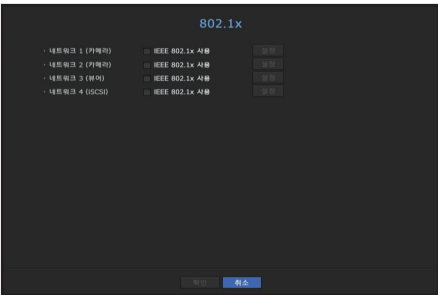 802.1x
· 네트워크 1 (카메라) IEEE 802.1x 사용 설정
· 네트워크 2 (카메라) IEEE 802.1x 사용 설정
· 네트워크 3 (뷰어) IEEE 802.1x 사용 설정
· 네트워크 4 (iSCSI) IEEE 802.1x 사용 설정
확인 취소